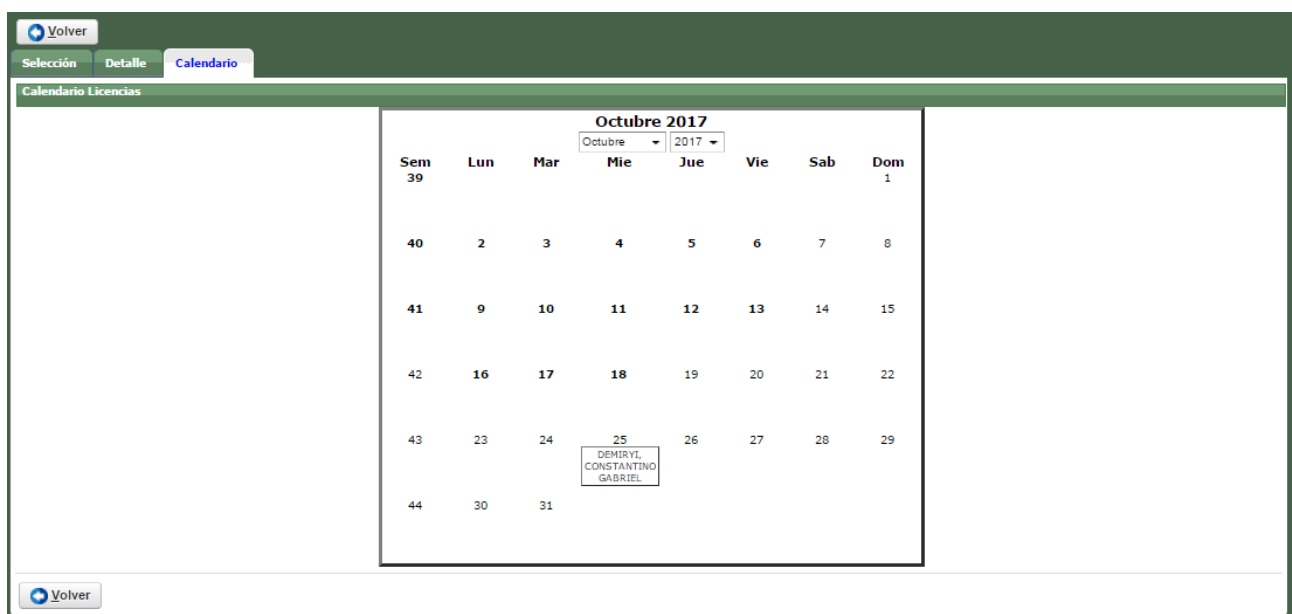 Volver
Selección Detalle Calendario
Calendario Licencias
Octubre 2017
Octubre 2017
Sem Lun Mar Mie Jue Vie Sab Dom
39 1
40 2 3 4 5 6 7 8
41 9 10 11 12 13 14 15
42 16 17 18 19 20 21 22
43 23 24 25 26 27 28 29
DEMIRYI,
CONSTANTINO
GABRIEL
44 30 31
Volver